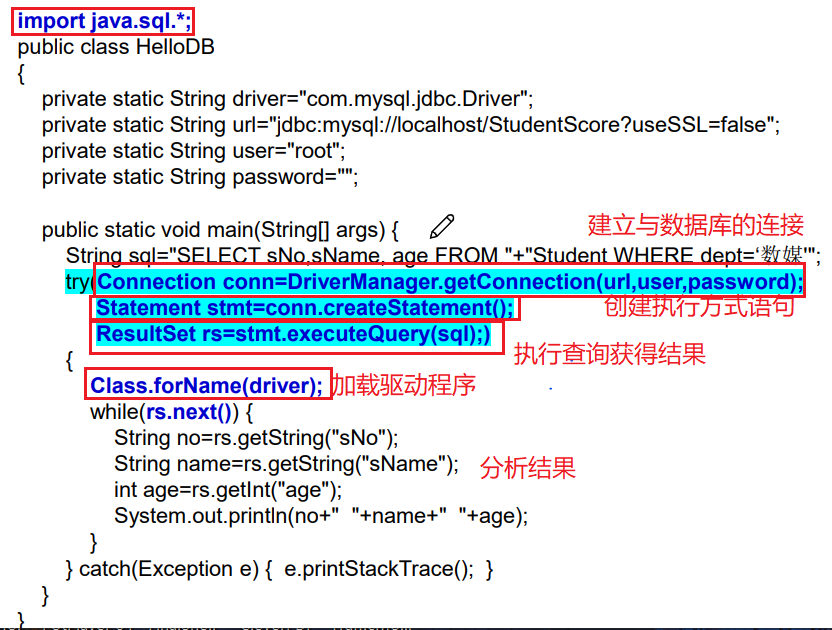 import java.sql.*;
public class HelloDB
{
private static String driver="com.mysql.jdbc.Driver";
private static String url="jdbc:mysql://localhost/StudentScore?useSSL=false";
private static String user="root";
private static String password="";
public static void main(String[] args) {
建立与数据库的连接
String sql="SELECT sNo,sName, age FROM "+"Student WHERE dept=‘数媒'";
try(Connection conn=DriverManager.getConnection(url,user,password);
Statement stmt=conn.createStatement();
创建执行方式语句
ResultSet rs=stmt.executeQuery(sql);)
执行查询获得结果
{
Class.forName(driver); 加载驱动程序
while(rs.next()) {
String no=rs.getString("sNo");
String name=rs.getString("sName"); 分析结果
int age=rs.getInt("age");
System.out.println(no+"  "+name+"  "+age);
}
} catch(Exception e) {  e.printStackTrace();  }
}
}